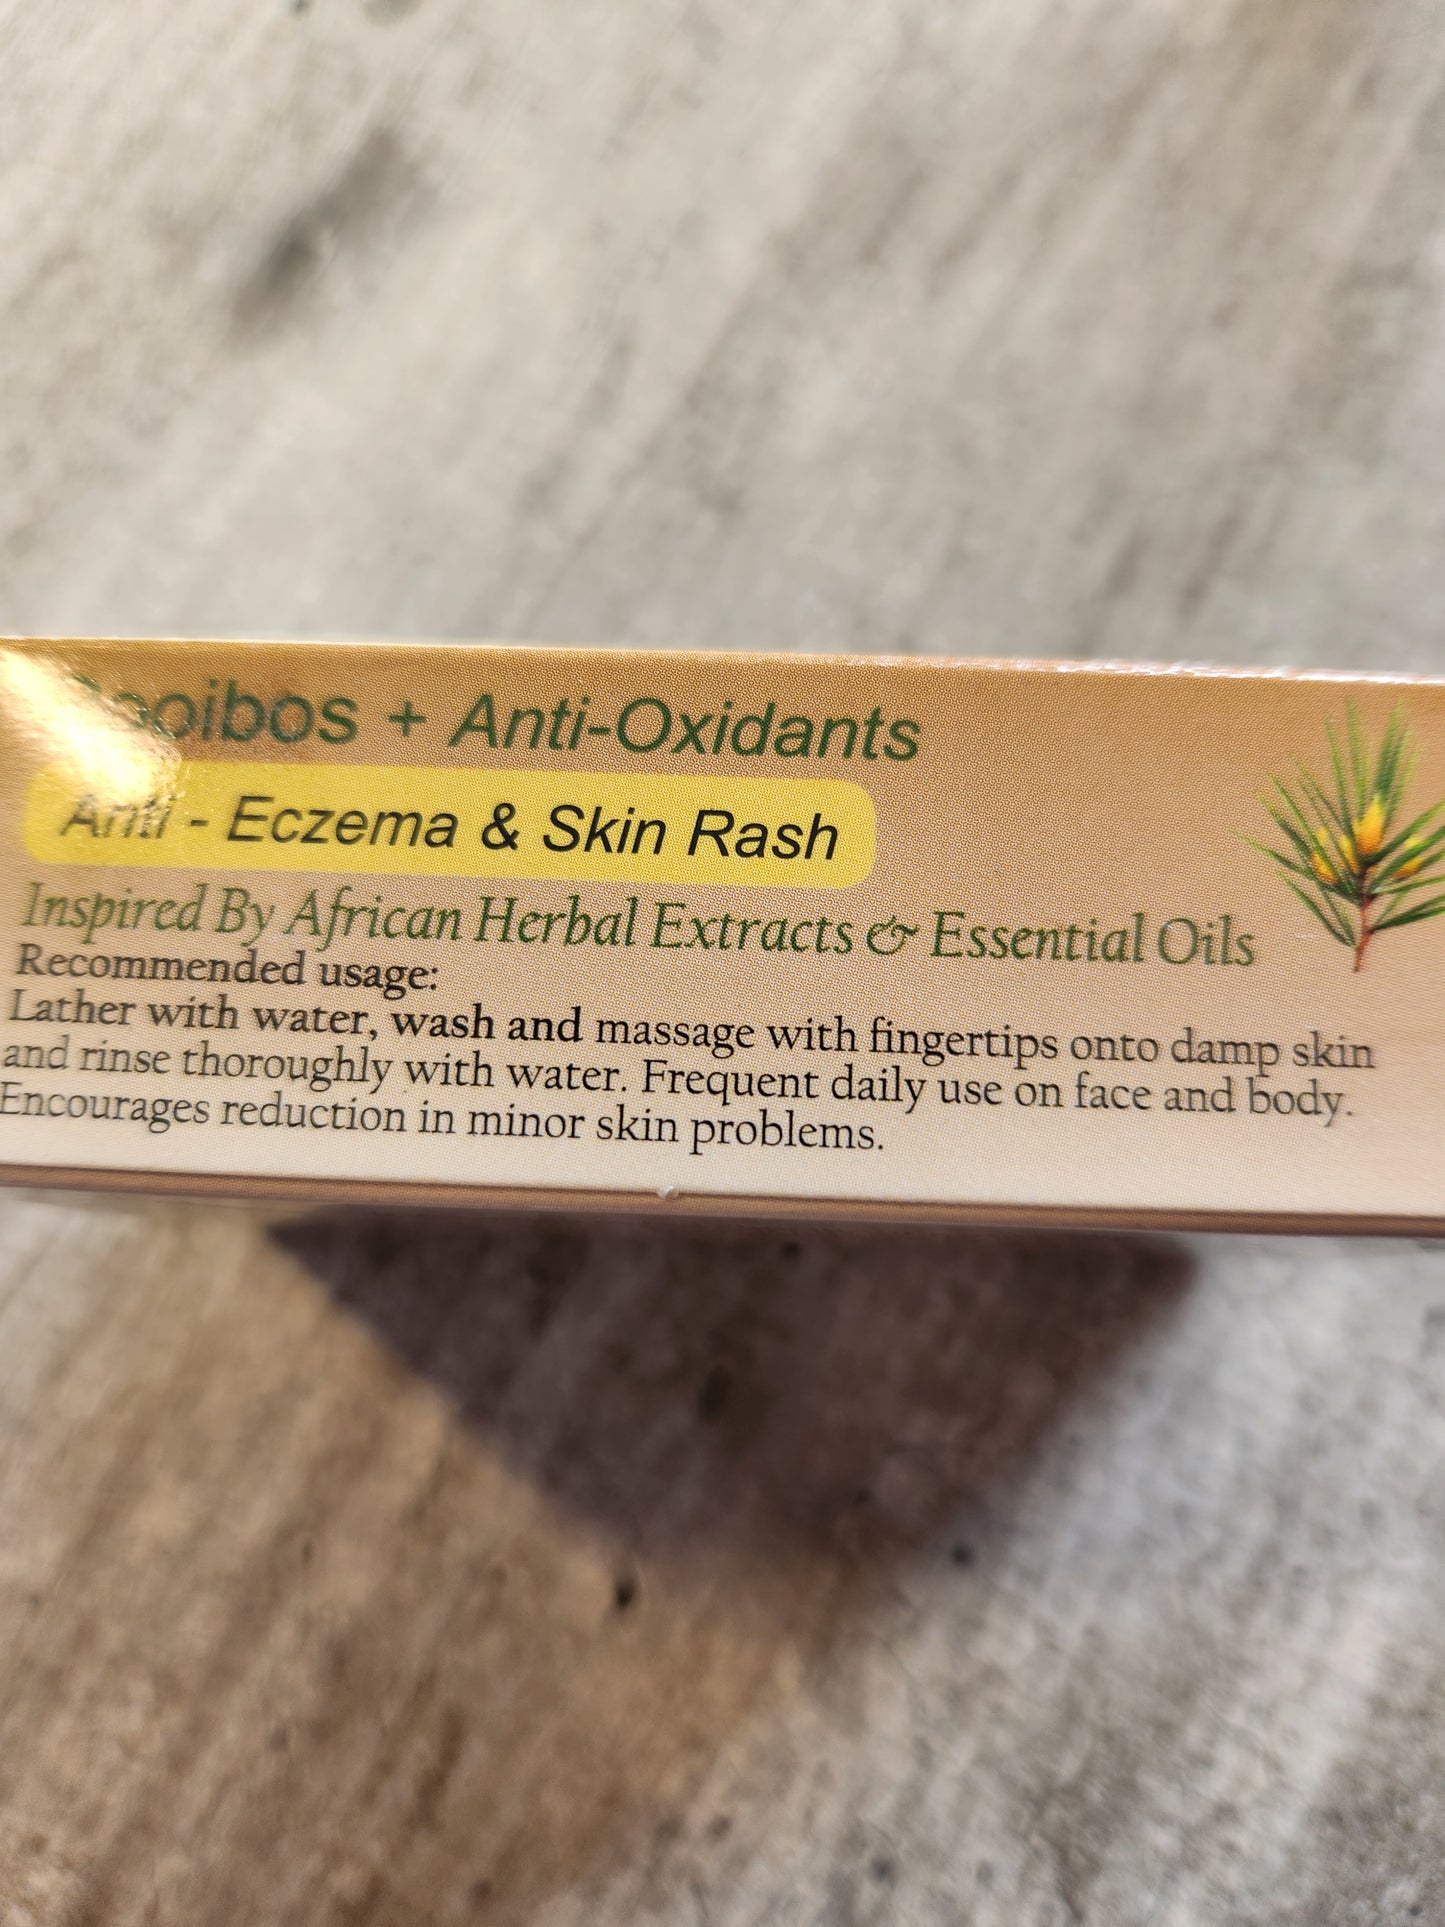 Rooibos + Anti-Oxidants
Anti - Eczema & Skin Rash
Inspired By African Herbal Extracts & Essential Oils
Recommended usage:
Lather with water, wash and massage with fingertips onto damp skin
and rinse thoroughly with water. Frequent daily use on face and body.
Encourages reduction in minor skin problems.